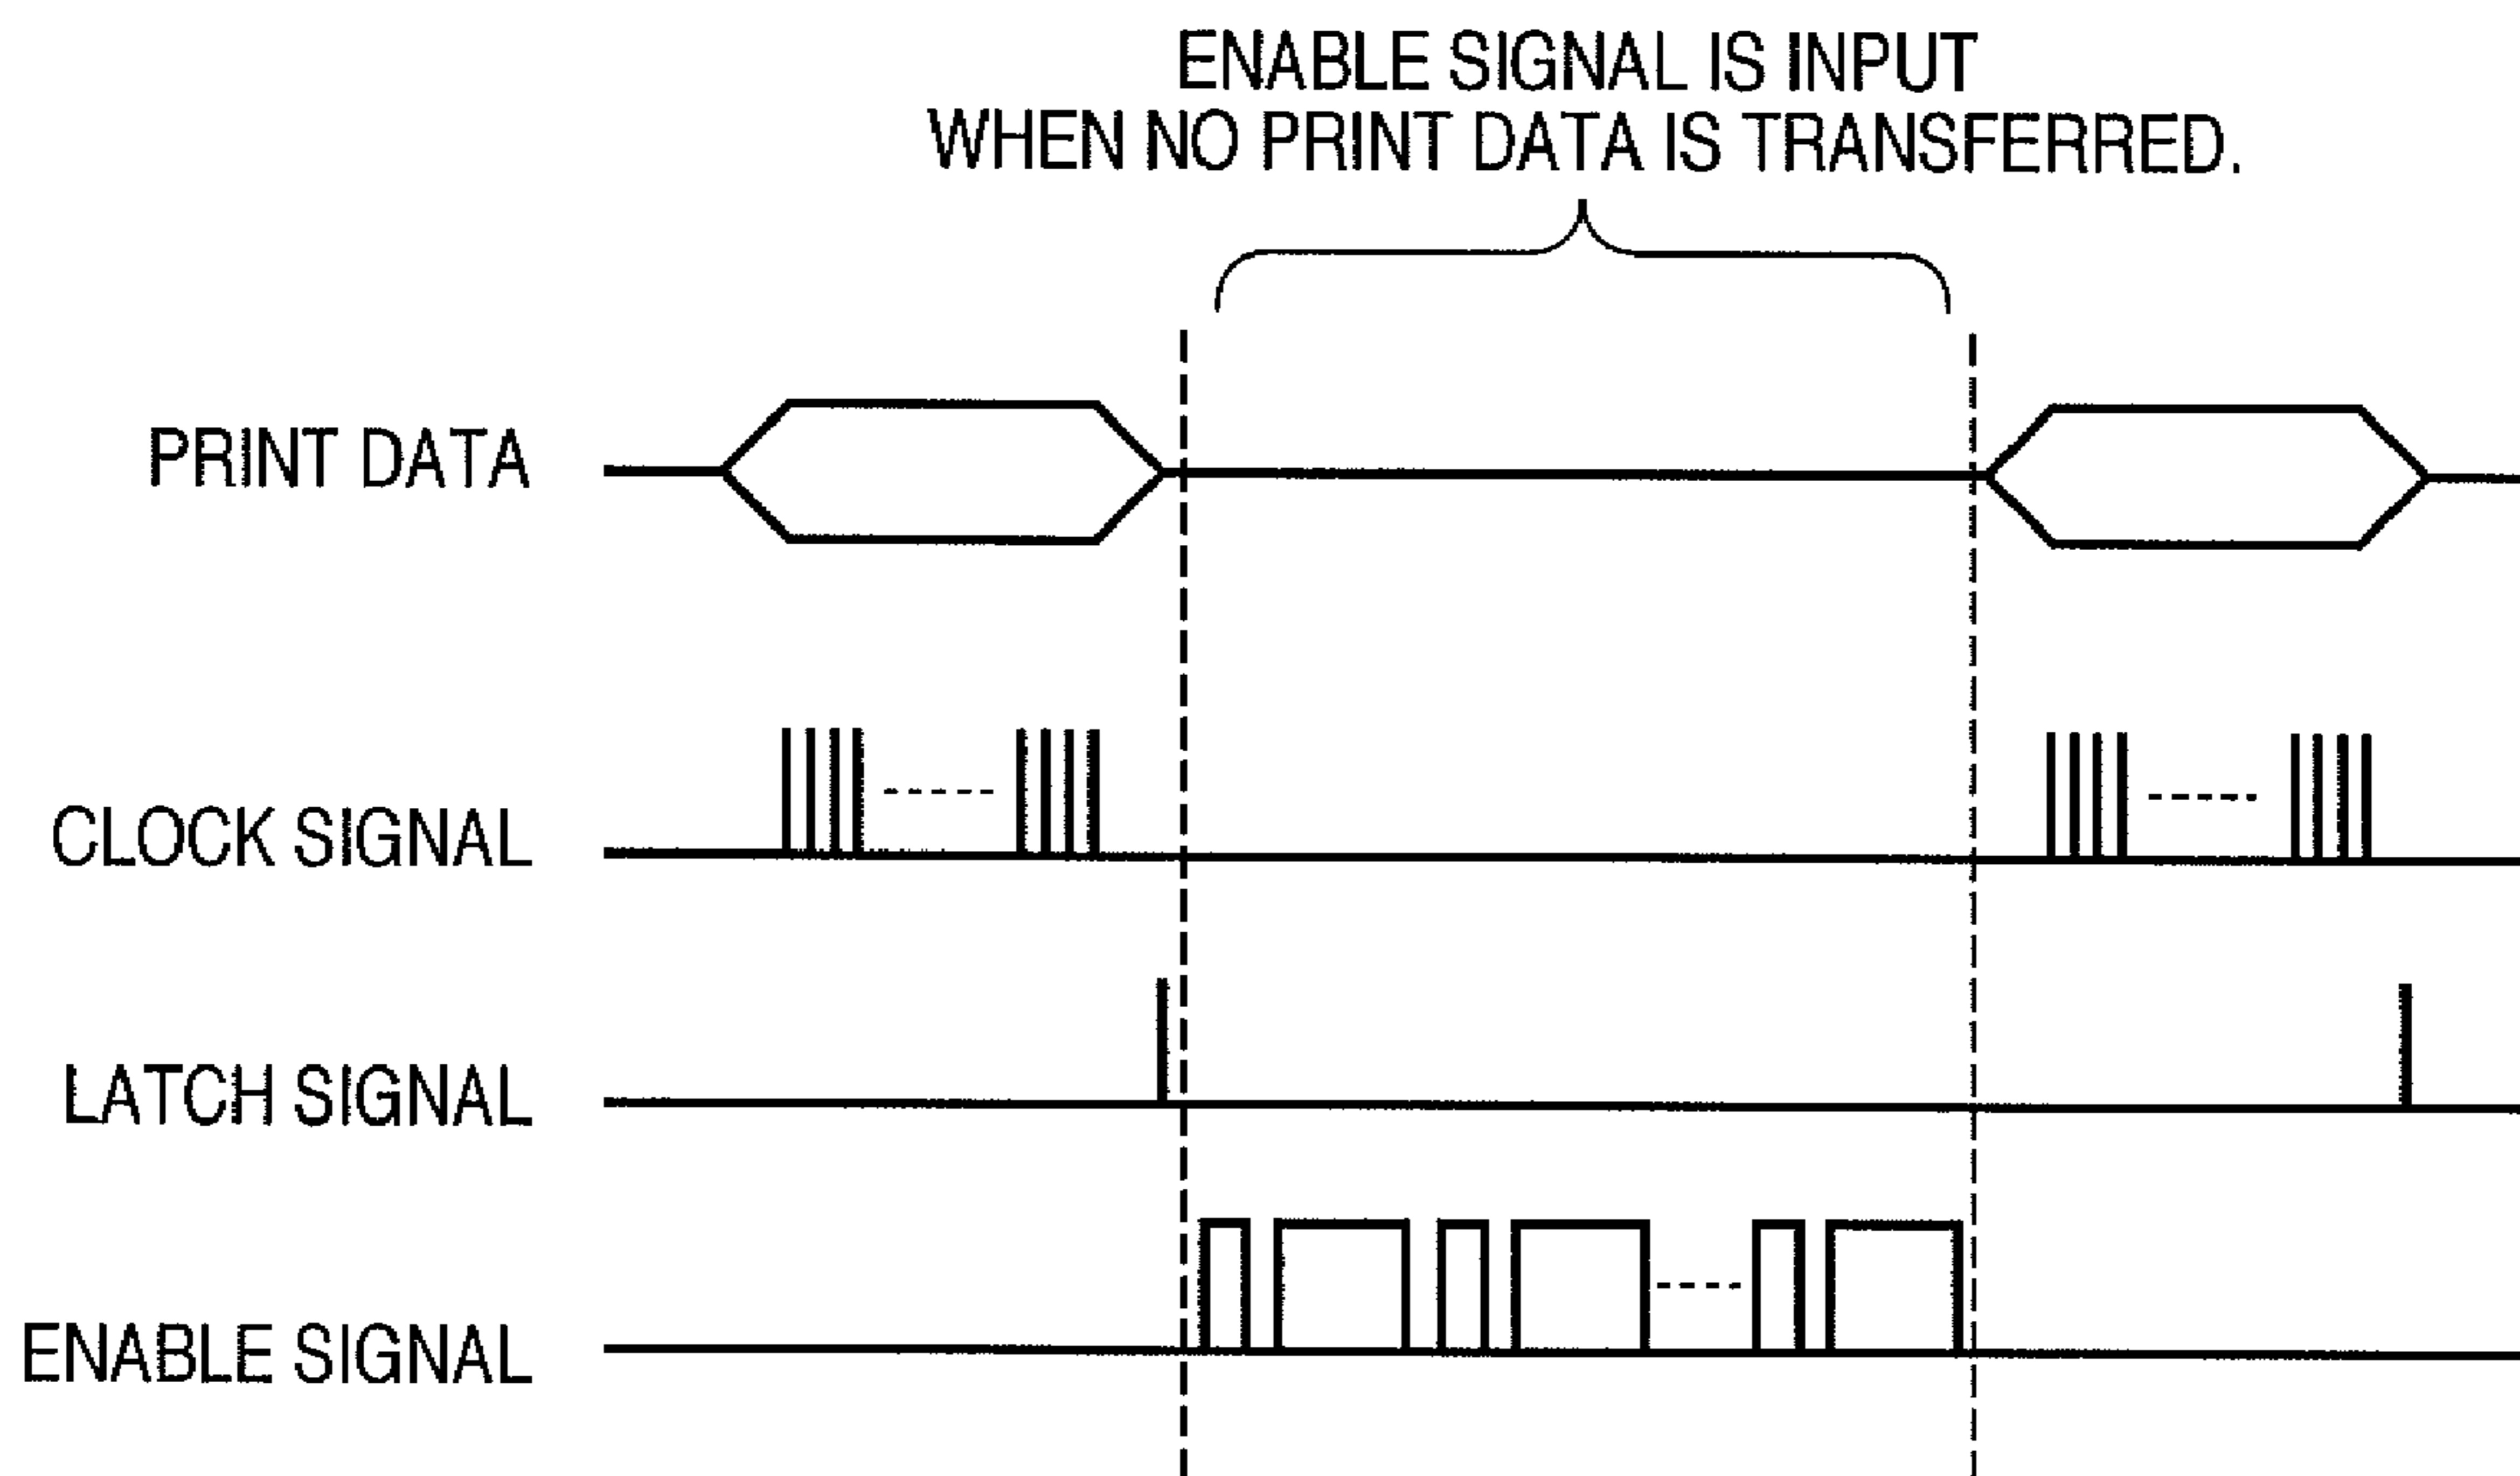 ENABLE SIGNAL IS INPUT
WHEN NO PRINT DATA IS TRANSFERRED.
PRINT DATA
CLOCK SIGNAL
LATCH SIGNAL
ENABLE SIGNAL